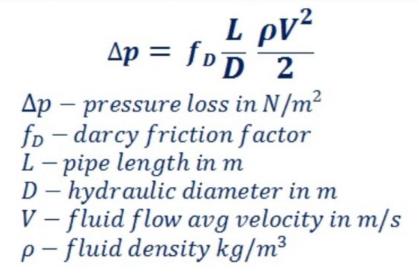 Δp = f_D L/D ρV²/2
Δp – pressure loss in N/m²
f_D – darcy friction factor
L – pipe length in m
D – hydraulic diameter in m
V – fluid flow avg velocity in m/s
ρ – fluid density kg/m³